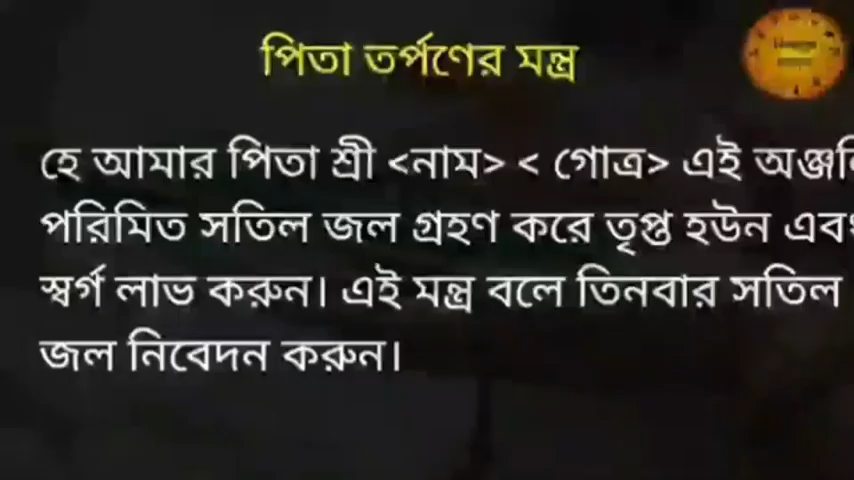 পিতা তর্পণের মন্ত্র
হে আমার পিতা শ্রী <নাম> < গোত্র> এই
পরিমিত সতিল জল গ্রহণ করে তৃপ্ত হউন
স্বর্গ লাভ করুন। এই মন্ত্র বলে তিনবার সতিল
জল নিবেদন করুন।